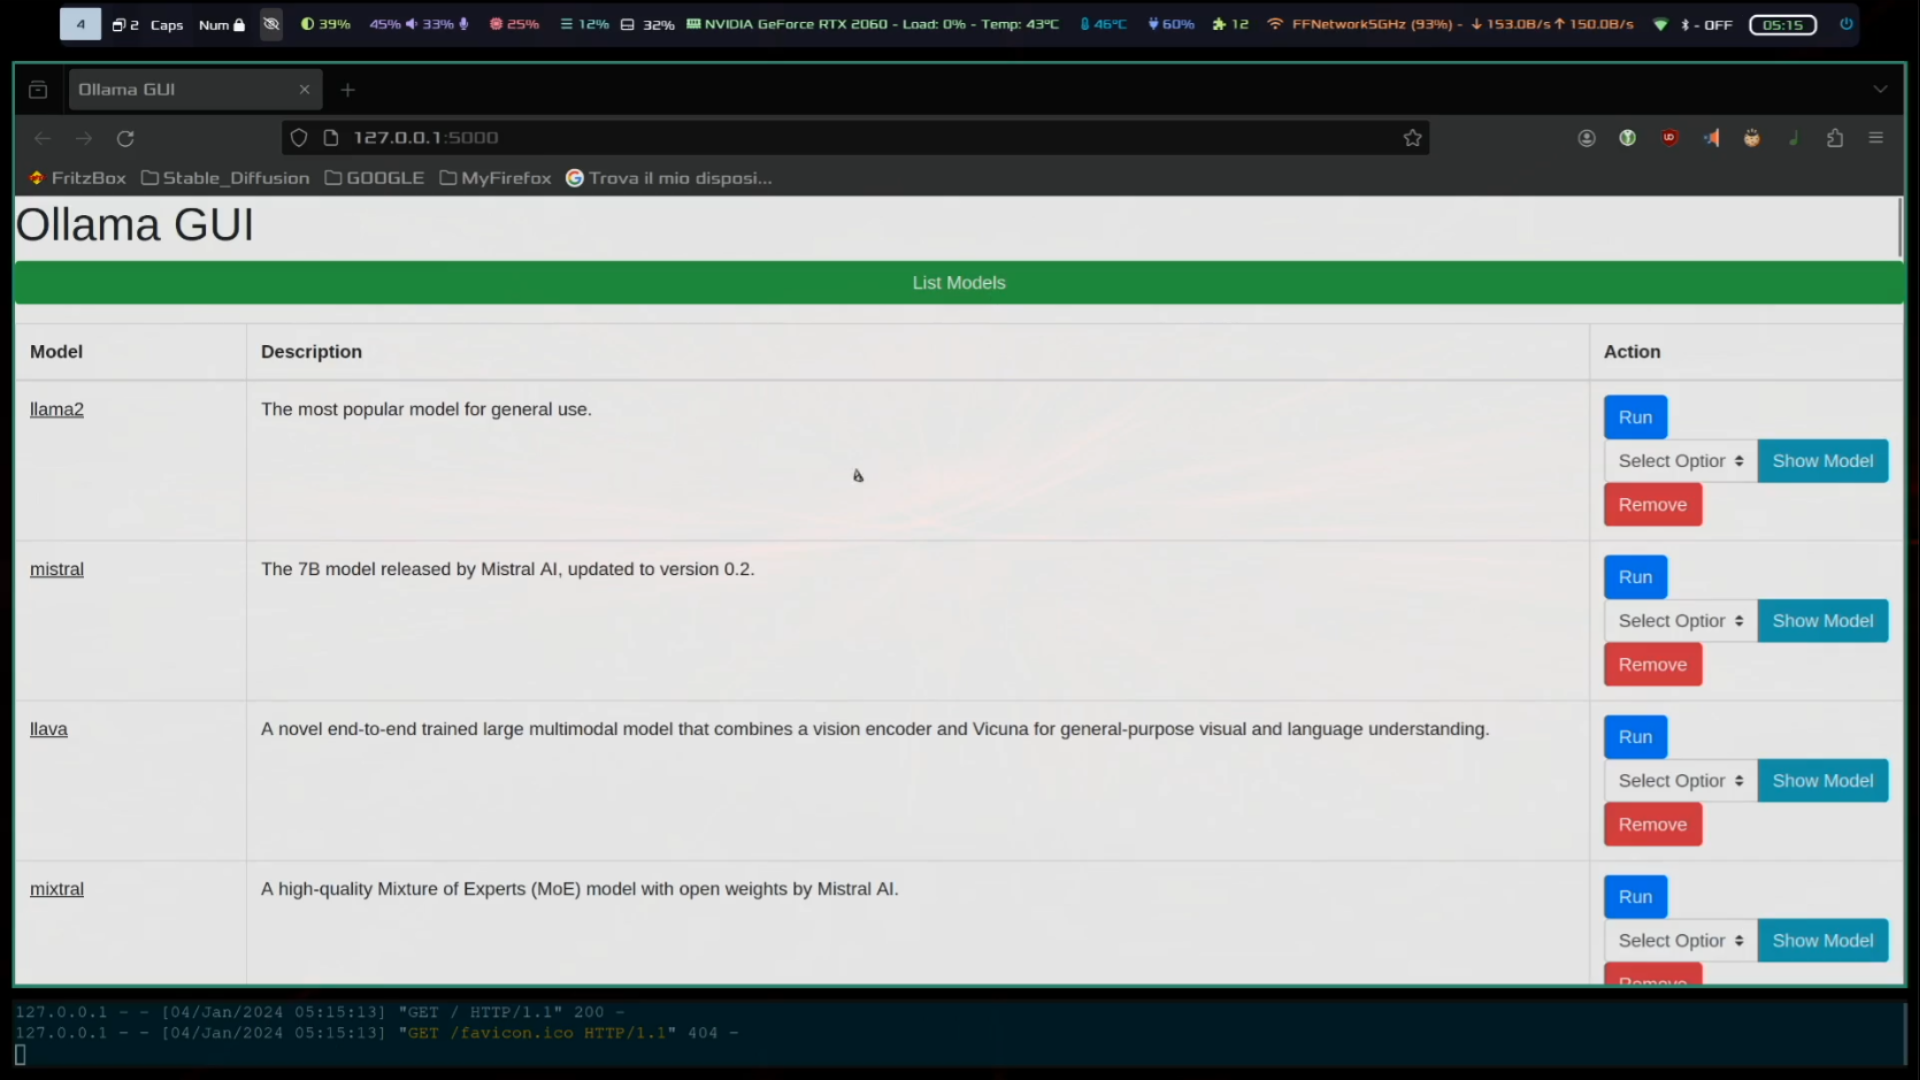 4 2 Caps Num 39% 45% 33% 25% 12% 32% NVIDIA GeForce RTX 2060 - Load: 0% - Temp: 43°C 46°C 60% 12 FFNetwork5GHz (93%) - ↓ 153.0B/s ↑ 150.0B/s - OFF 05:15
Ollama GUI
127.0.0.1:5000
FritzBox Stable_Diffusion GOOGLE MyFirefox Trova il mio disposi...
Ollama GUI
List Models
Model Description Action
llama2 The most popular model for general use. Run
Select Option Show Model
Remove
mistral The 7B model released by Mistral AI, updated to version 0.2. Run
Select Option Show Model
Remove
llava A novel end-to-end trained large multimodal model that combines a vision encoder and Vicuna for general-purpose visual and language understanding. Run
Select Option Show Model
Remove
mixtral A high-quality Mixture of Experts (MoE) model with open weights by Mistral AI. Run
Select Option Show Model
Remove
127.0.0.1 - - [04/Jan/2024 05:15:13] "GET / HTTP/1.1" 200 -
127.0.0.1 - - [04/Jan/2024 05:15:13] "GET /favicon.ico HTTP/1.1" 404 -